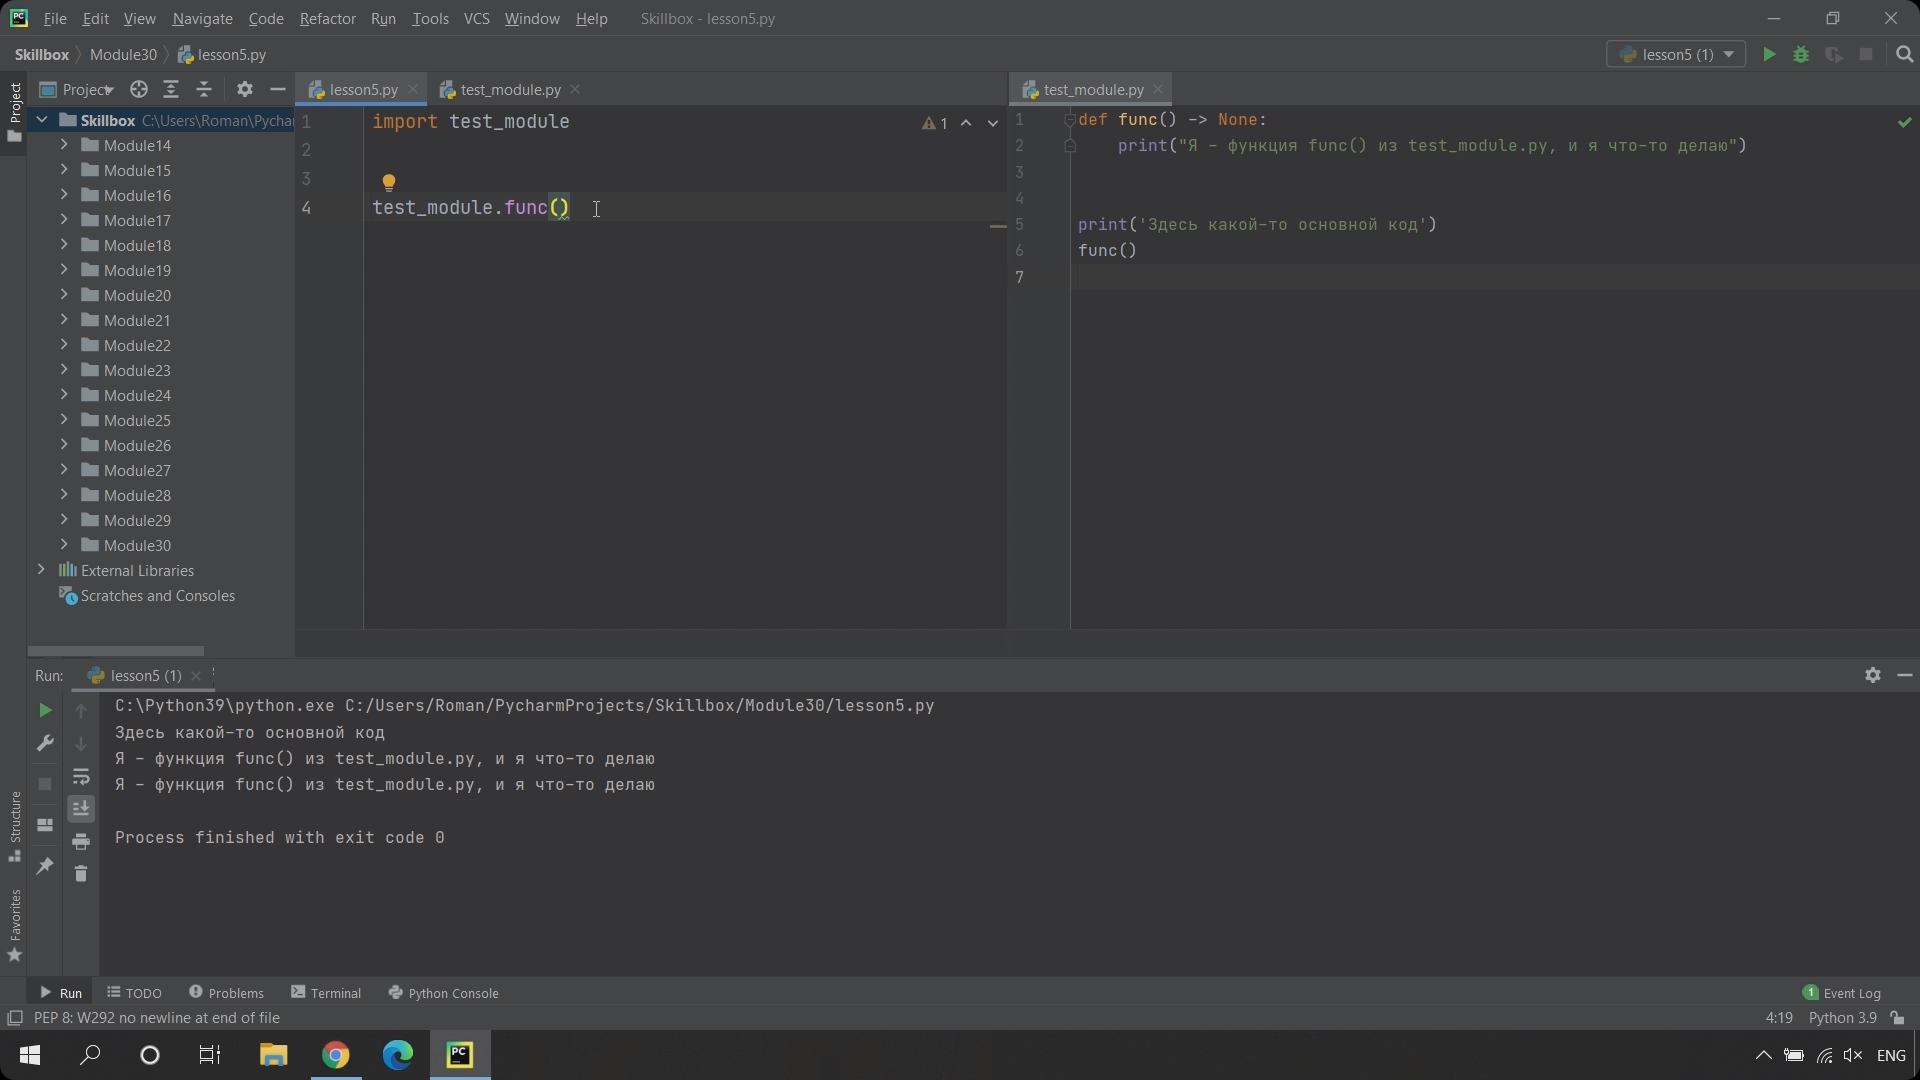 File Edit View Navigate Code Refactor Run Tools VCS Window Help Skillbox - lesson5.py
Skillbox Module30 lesson5.py lesson5 (1)
Project
Project
lesson5.py test_module.py
test_module.py
Skillbox C:\Users\Roman\Pychar
Module14
Module15
Module16
Module17
Module18
Module19
Module20
Module21
Module22
Module23
Module24
Module25
Module26
Module27
Module28
Module29
Module30
External Libraries
Scratches and Consoles
1 import test_module
2
3
4 test_module.func()
1
1 def func() -> None:
2 print("Я - функция func() из test_module.py, и я что-то делаю")
3
4
5 print('Здесь какой-то основной код')
6 func()
7
Run: lesson5 (1)
C:\Python39\python.exe C:/Users/Roman/PycharmProjects/Skillbox/Module30/lesson5.py
Здесь какой-то основной код
Я - функция func() из test_module.py, и я что-то делаю
Я - функция func() из test_module.py, и я что-то делаю
Process finished with exit code 0
Structure
Favorites
Run TODO Problems Terminal Python Console 1 Event Log
PEP 8: W292 no newline at end of file 4:19 Python 3.9
PC
ENG